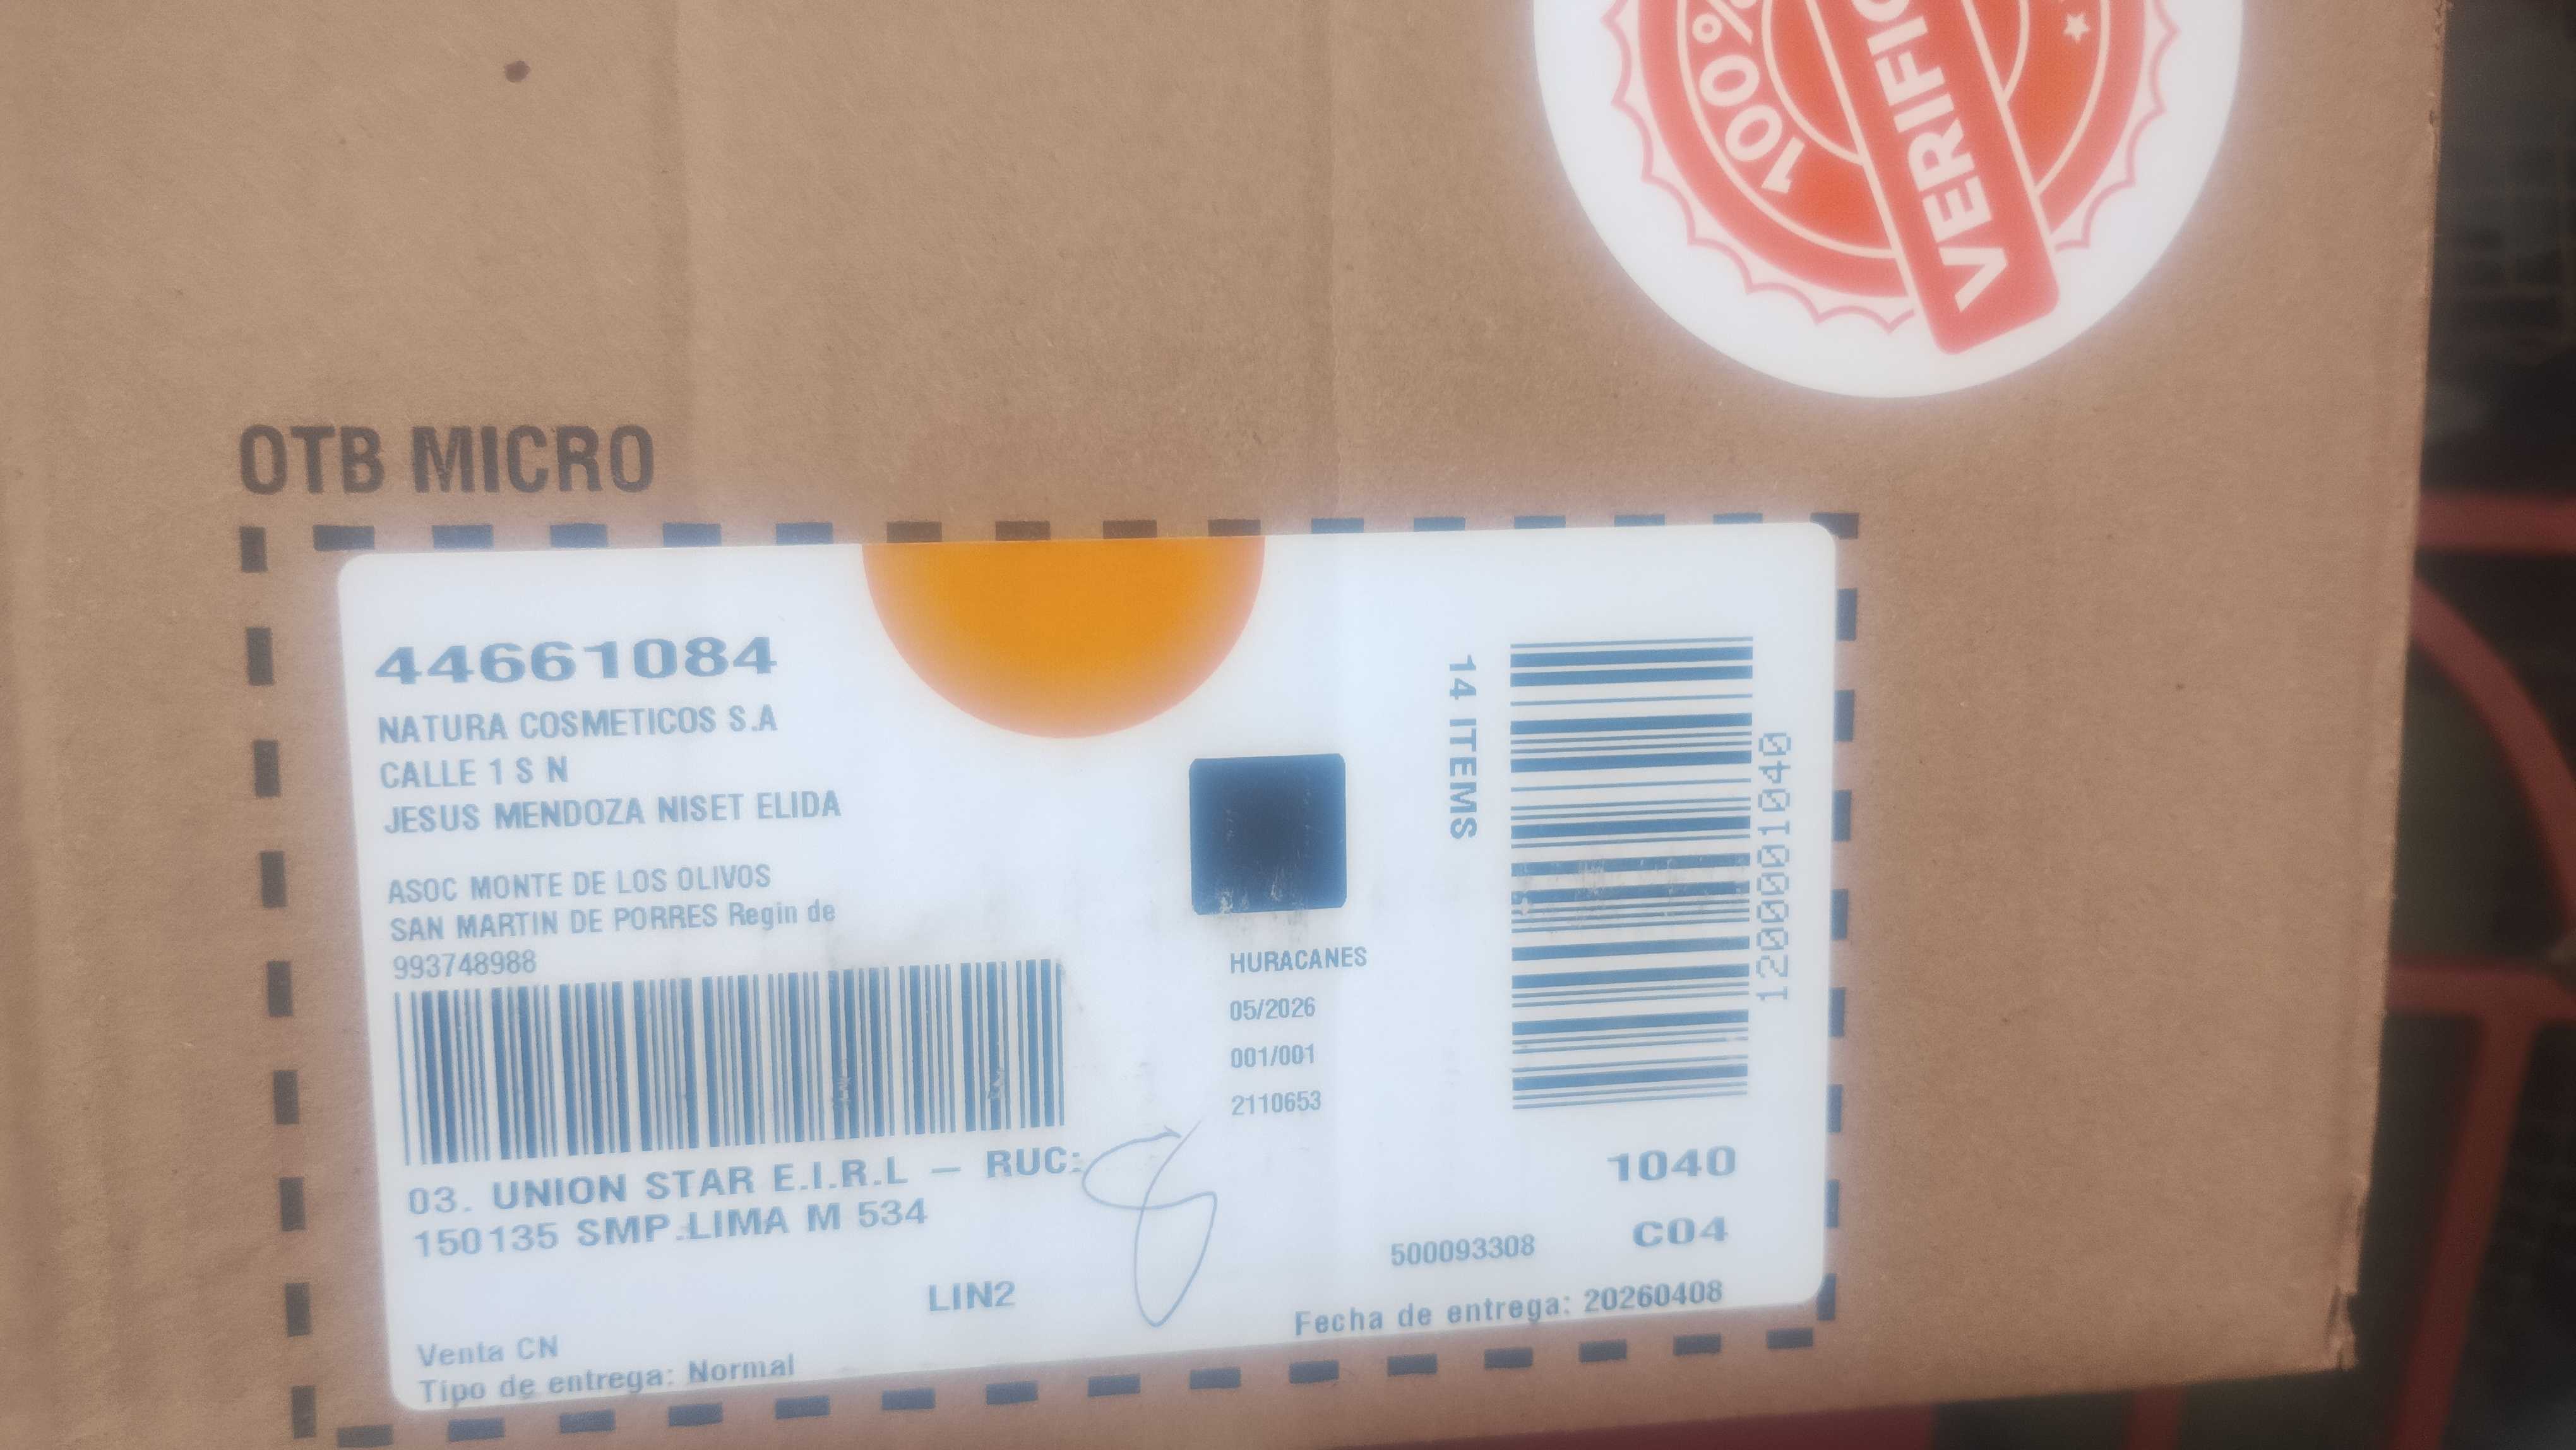 100%
VERIFIC
OTB MICRO
44661084
NATURA COSMETICOS S.A
CALLE 1 S N
JESUS MENDOZA NISET ELIDA
ASOC MONTE DE LOS OLIVOS
SAN MARTIN DE PORRES Regin de
993748988
03. UNION STAR E.I.R.L — RUC:
150135 SMP.LIMA M 534
LIN2
Venta CN
Tipo de entrega: Normal
HURACANES
05/2026
001/001
2110653
14 ITEMS
120000001040
1040
C04
500093308
Fecha de entrega: 20260408
8